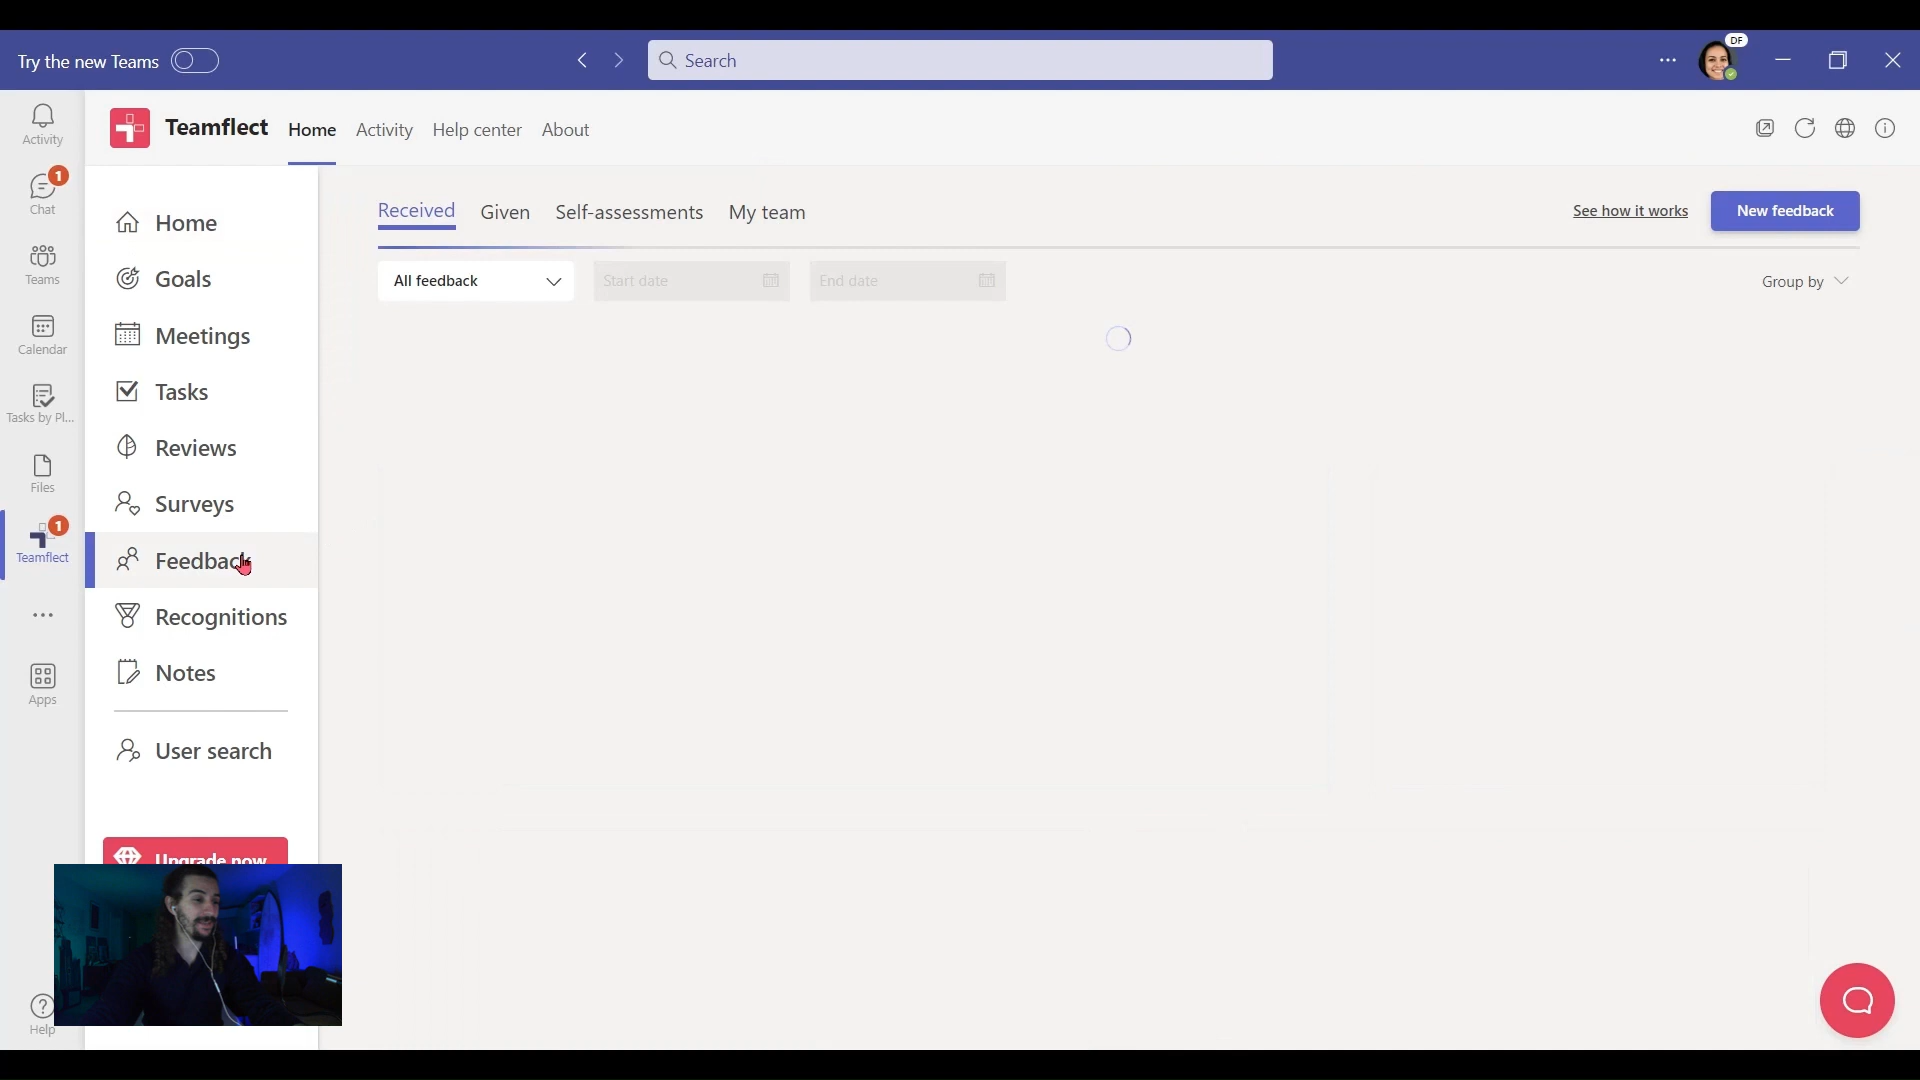 Try the new Teams
Search
DF
Activity
1
Chat
Teams
Calendar
Tasks by Pl...
Files
1
Teamflect
Apps
Help
Teamflect
Home
Activity
Help center
About
Home
Goals
Meetings
Tasks
Reviews
Surveys
Feedback
Recognitions
Notes
User search
Upgrade now
Received
Given
Self-assessments
My team
See how it works
New feedback
All feedback
Start date
End date
Group by